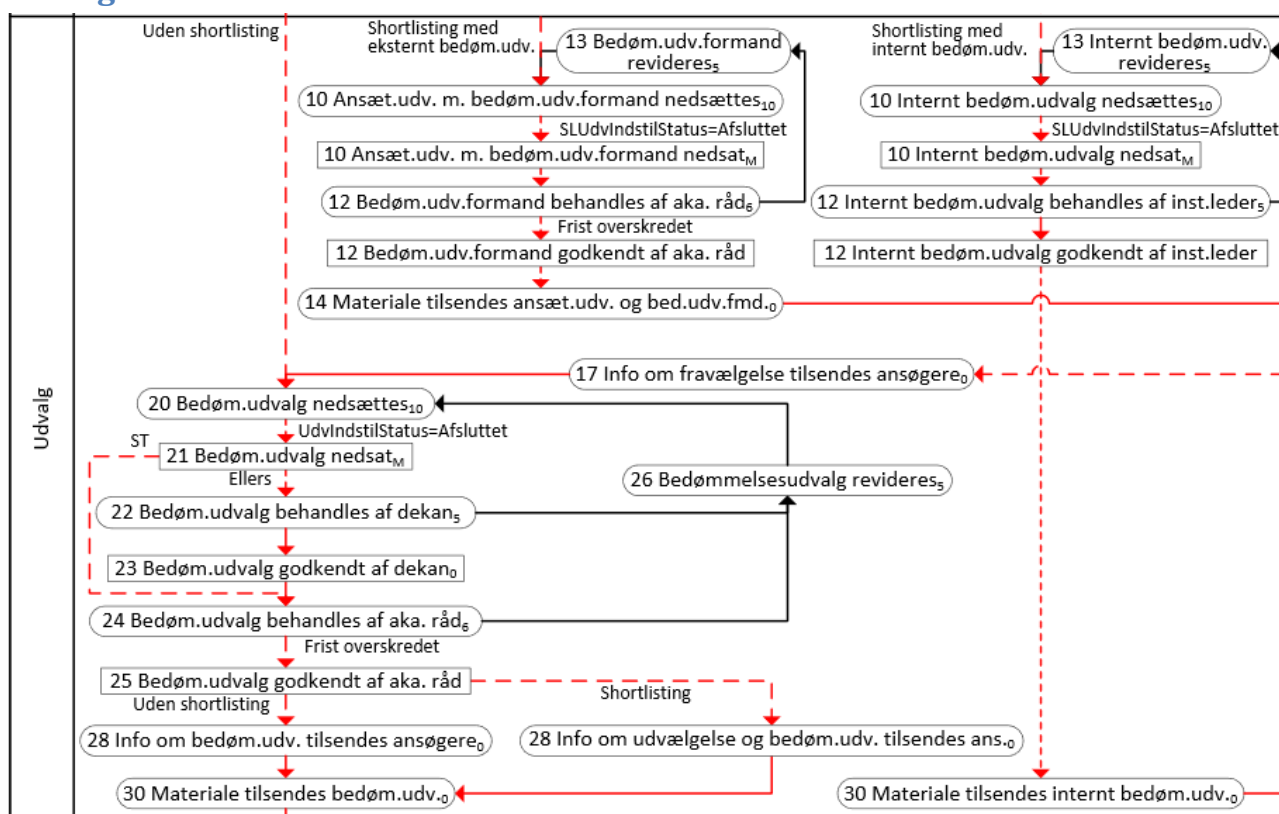 Udvalg
Uden shortlisting
Shortlisting med
eksternt bedøm.udv.
13 Bedøm.udv.formand
revideres5
Shortlisting med
internt bedøm.udv.
13 Internt bedøm.udv.
revideres5
10 Ansæt.udv. m. bedøm.udv.formand nedsættes10
10 Internt bedøm.udvalg nedsættes10
SLUdvIndstilStatus=Afsluttet
SLUdvIndstilStatus=Afsluttet
10 Ansæt.udv. m. bedøm.udv.formand nedsatM
10 Internt bedøm.udvalg nedsatM
12 Bedøm.udv.formand behandles af aka. råd6
12 Internt bedøm.udvalg behandles af inst.leder5
Frist overskredet
12 Bedøm.udv.formand godkendt af aka. råd
12 Internt bedøm.udvalg godkendt af inst.leder
14 Materiale tilsendes ansæt.udv. og bed.udv.fmd.0
17 Info om fravælgelse tilsendes ansøgere0
20 Bedøm.udvalg nedsættes10
UdvIndstilStatus=Afsluttet
ST
21 Bedøm.udvalg nedsatM
Ellers
26 Bedømmelsesudvalg revideres5
22 Bedøm.udvalg behandles af dekan5
23 Bedøm.udvalg godkendt af dekan0
24 Bedøm.udvalg behandles af aka. råd6
Frist overskredet
25 Bedøm.udvalg godkendt af aka. råd
Uden shortlisting
Shortlisting
28 Info om bedøm.udv. tilsendes ansøgere0
28 Info om udvælgelse og bedøm.udv. tilsendes ans.0
30 Materiale tilsendes bedøm.udv.0
30 Materiale tilsendes internt bedøm.udv.0